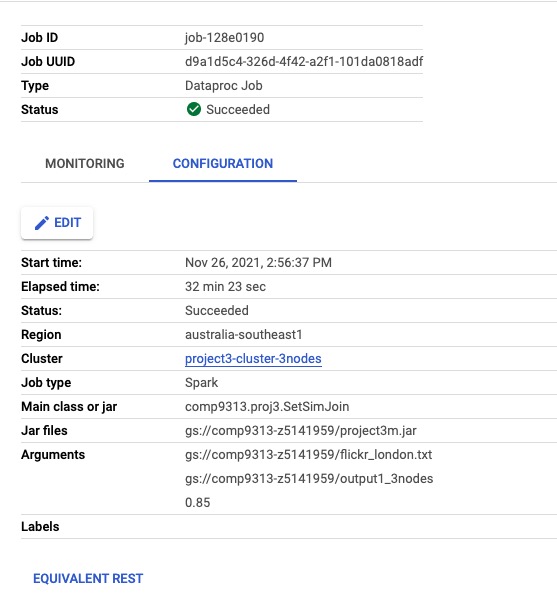 Job ID job-128e0190
Job UUID d9a1d5c4-326d-4f42-a2f1-101da0818adf
Type Dataproc Job
Status Succeeded
MONITORING CONFIGURATION
EDIT
Start time: Nov 26, 2021, 2:56:37 PM
Elapsed time: 32 min 23 sec
Status: Succeeded
Region australia-southeast1
Cluster project3-cluster-3nodes
Job type Spark
Main class or jar comp9313.proj3.SetSimJoin
Jar files gs://comp9313-z5141959/project3m.jar
Arguments gs://comp9313-z5141959/flickr_london.txt
gs://comp9313-z5141959/output1_3nodes
0.85
Labels
EQUIVALENT REST